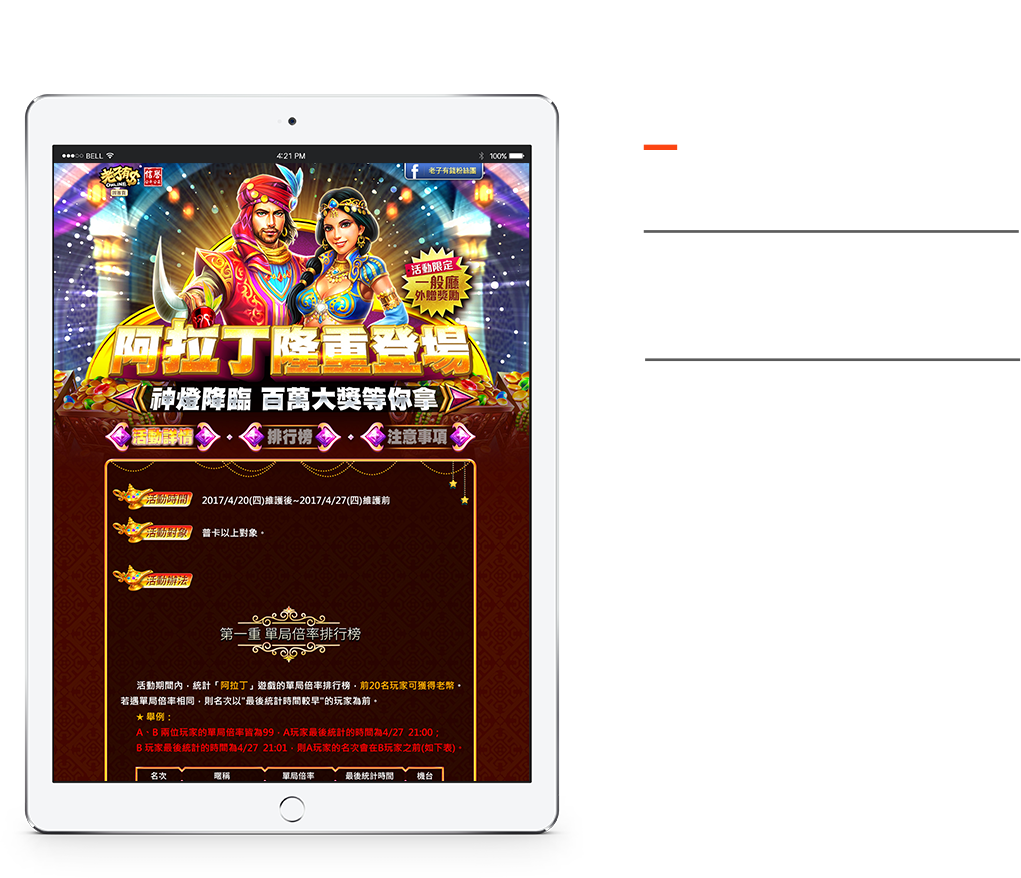 BELL 4:21 PM 100%
老子有錢
OnLINE
信譽
老子有錢粉絲團
活動限定
一般廳
外贈獎勵
阿拉丁隆重登場
神燈降臨 百萬大獎等你拿
活動詳情 排行榜 注意事項
活動時間 2017/4/20(四)維護後~2017/4/27(四)維護前
活動對象 普卡以上對象。
活動辦法
第一重 單局倍率排行榜
活動期間內，統計「阿拉丁」遊戲的單局倍率排行榜，前20名玩家可獲得老幣。
若遇單局倍率相同，則名次以"最後統計時間較早"的玩家為前。
★ 舉例：
A、B 兩位玩家的單局倍率皆為99，A玩家最後統計的時間為4/27 21:00；
B 玩家最後統計的時間為4/27 21:01，則A玩家的名次會在B玩家之前(如下表)。
名次 暱稱 單局倍率 最後統計時間 機台